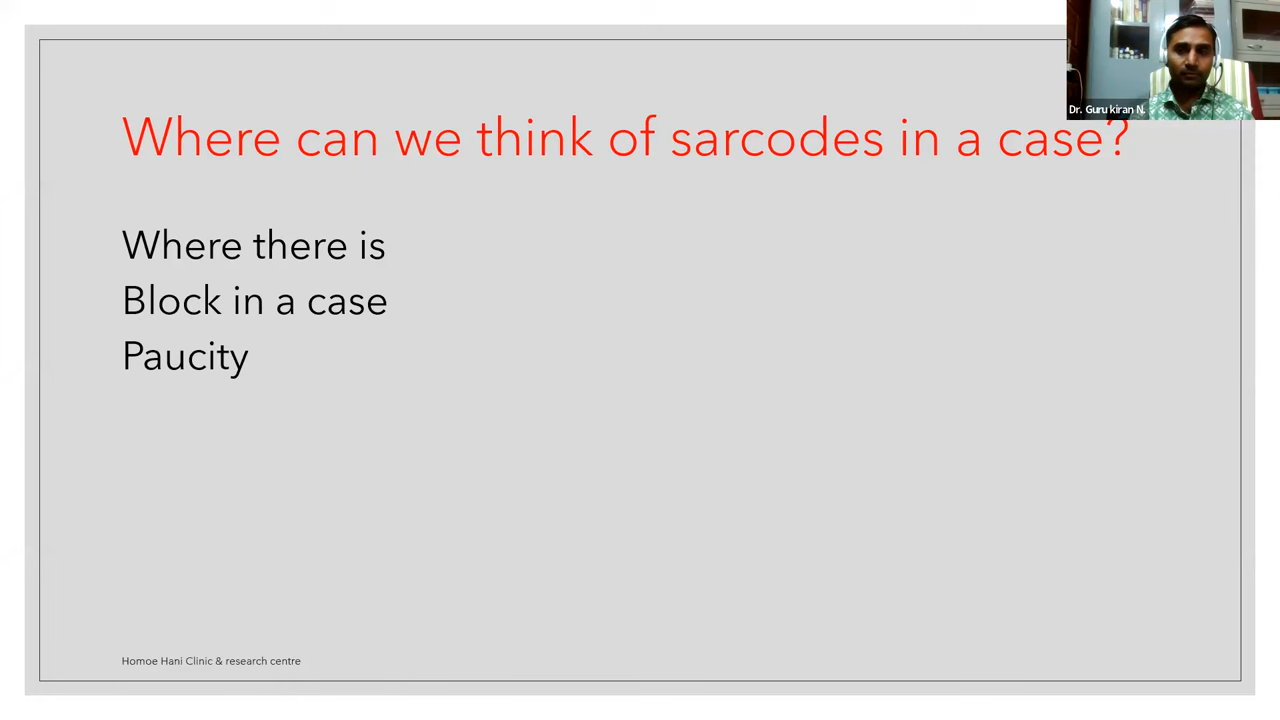 Dr. Guru kiran N.
Where can we think of sarcodes in a case?
Where there is
Block in a case
Paucity
Homoe Hani Clinic & research centre